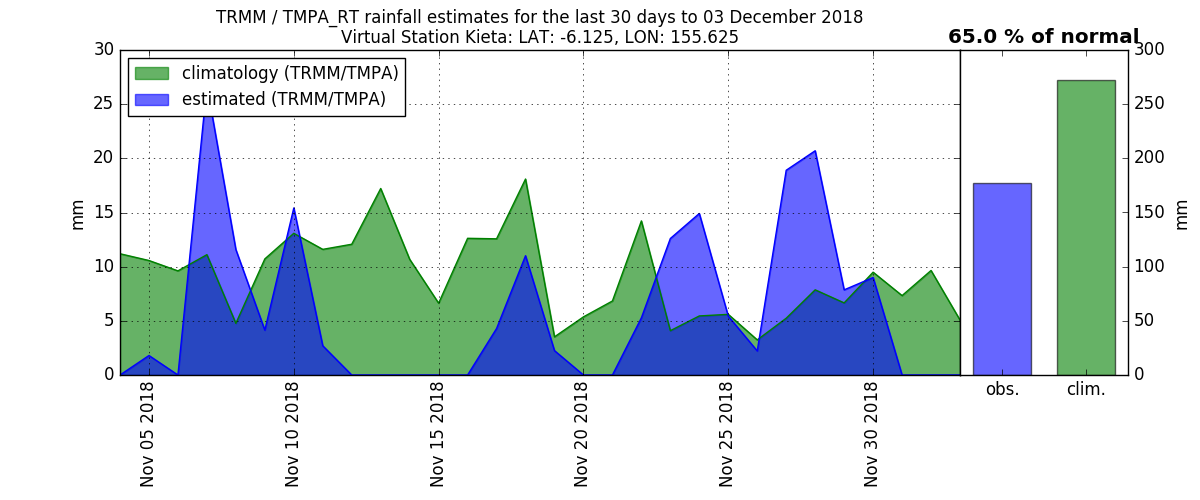 TRMM / TMPA_RT rainfall estimates for the last 30 days to 03 December 2018
Virtual Station Kieta: LAT: -6.125, LON: 155.625
65.0 % of normal
climatology (TRMM/TMPA)
estimated (TRMM/TMPA)
mm
30
25
20
15
10
5
0
Nov 05 2018
Nov 10 2018
Nov 15 2018
Nov 20 2018
Nov 25 2018
Nov 30 2018
obs.
clim.
300
250
200
150
100
50
0
mm